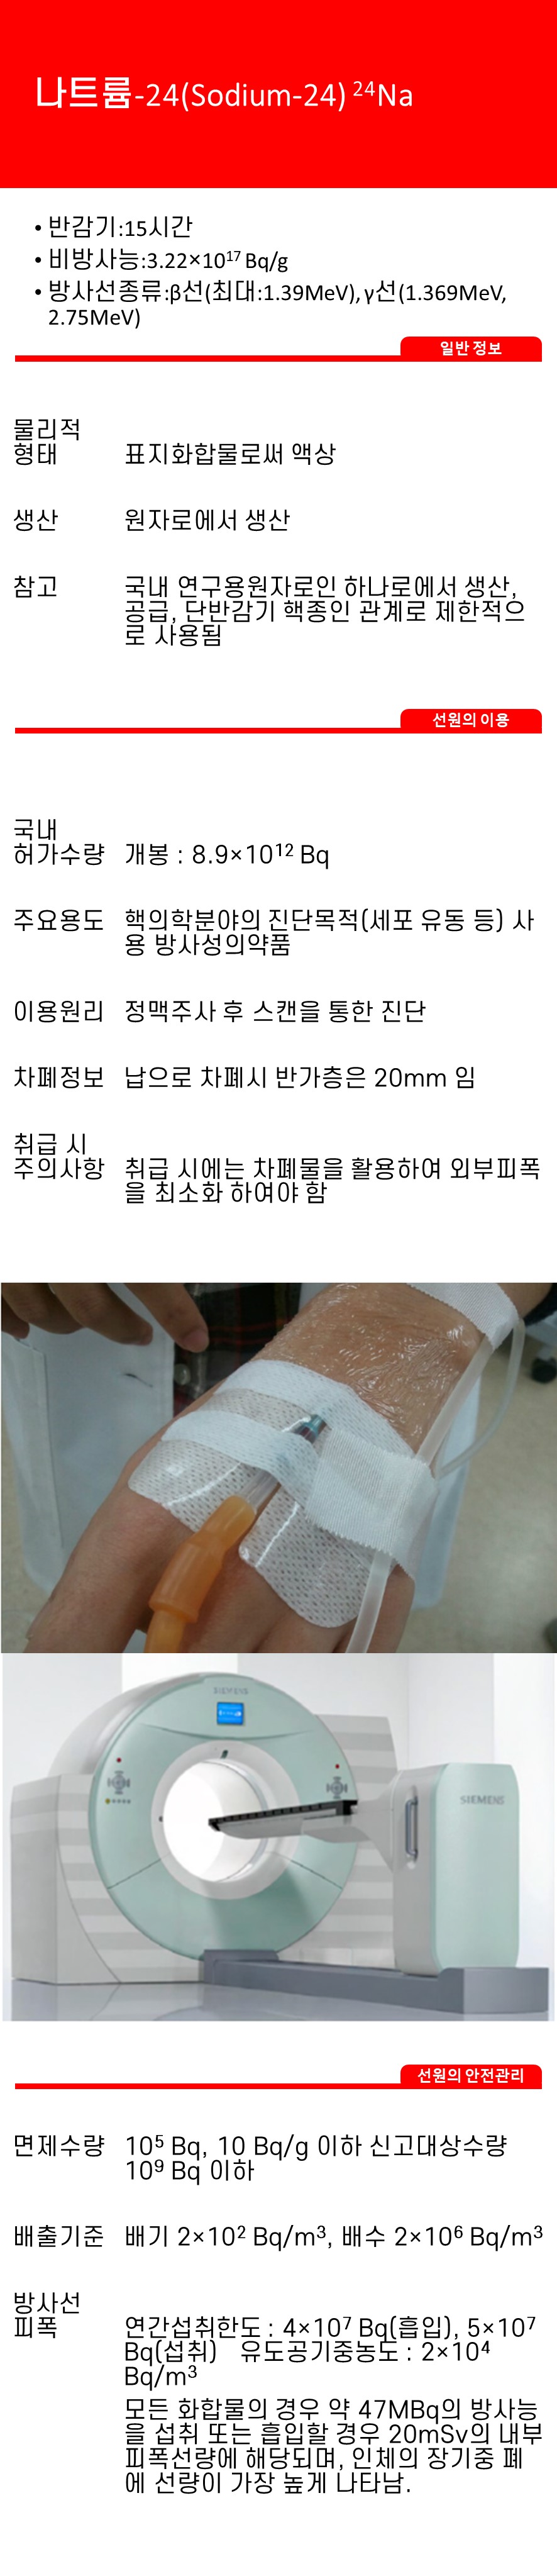 나트륨-24(Sodium-24) ²⁴Na
• 반감기:15시간
• 비방사능:3.22×10¹⁷ Bq/g
• 방사선종류:β선(최대:1.39MeV), γ선(1.369MeV,
2.75MeV)
일반 정보
물리적
형태 표지화합물로써 액상
생산 원자로에서 생산
참고 국내 연구용원자로인 하나로에서 생산,
공급, 단반감기 핵종인 관계로 제한적으
로 사용됨
선원의 이용
국내
허가수량 개봉 : 8.9×10¹² Bq
주요용도 핵의학분야의 진단목적(세포 유동 등) 사
용 방사성의약품
이용원리 정맥주사 후 스캔을 통한 진단
차폐정보 납으로 차폐시 반가층은 20mm 임
취급 시
주의사항 취급 시에는 차폐물을 활용하여 외부피폭
을 최소화 하여야 함
SIEMENS
SIEMENS
선원의 안전관리
면제수량 10⁵ Bq, 10 Bq/g 이하 신고대상수량
10⁹ Bq 이하
배출기준 배기 2×10² Bq/m³, 배수 2×10⁶ Bq/m³
방사선
피폭 연간섭취한도 : 4×10⁷ Bq(흡입), 5×10⁷
Bq(섭취) 유도공기중농도 : 2×10⁴
Bq/m³
모든 화합물의 경우 약 47MBq의 방사능
을 섭취 또는 흡입할 경우 20mSv의 내부
피폭선량에 해당되며, 인체의 장기중 폐
에 선량이 가장 높게 나타남.